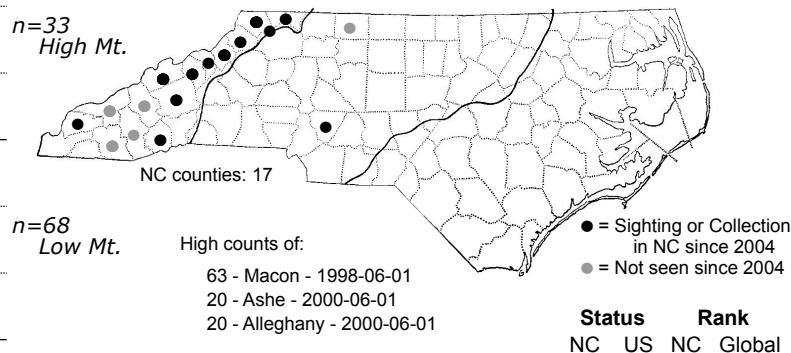 n=33
High Mt.
NC counties: 17
n=68
Low Mt.
High counts of:
63 - Macon - 1998-06-01
20 - Ashe - 2000-06-01
20 - Alleghany - 2000-06-01
● = Sighting or Collection
in NC since 2004
● = Not seen since 2004
Status Rank
NC US NC Global